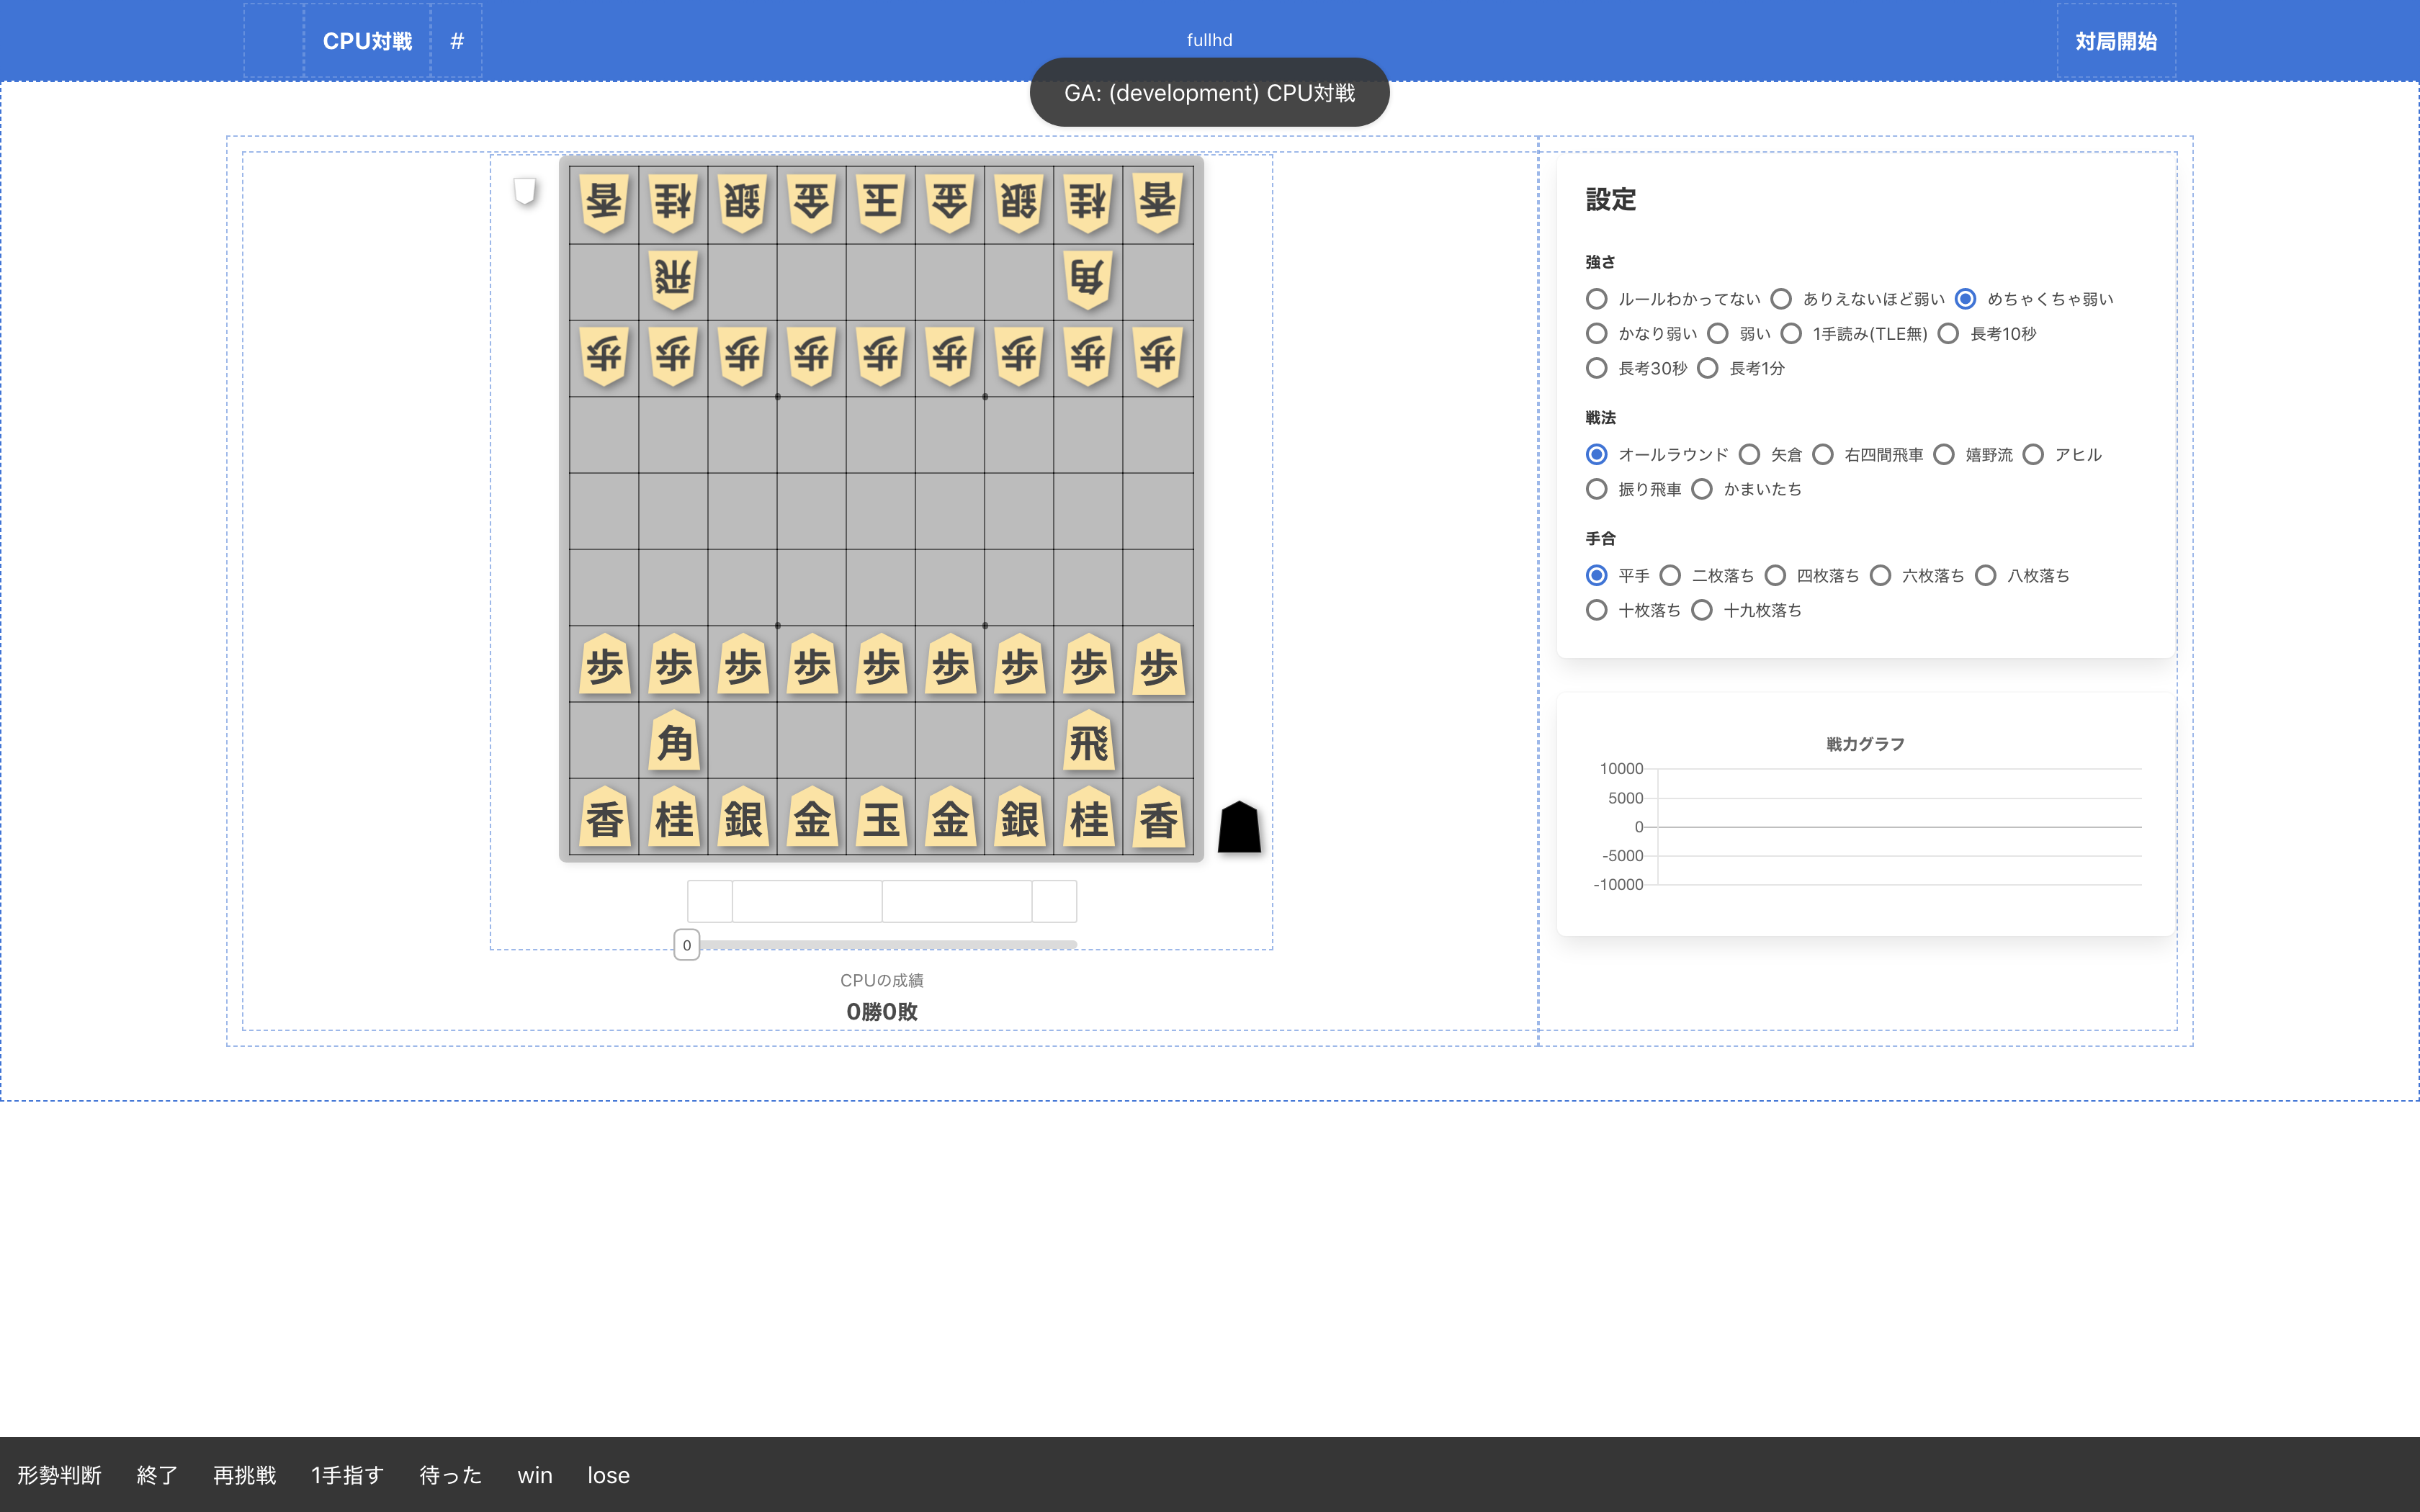 CPU対戦 # fullhd 対局開始
GA: (development) CPU対戦
香 桂 銀 金 玉 金 銀 桂 香
飛 角
歩 歩 歩 歩 歩 歩 歩 歩 歩
歩 歩 歩 歩 歩 歩 歩 歩 歩
角 飛
香 桂 銀 金 玉 金 銀 桂 香
0
CPUの成績
0勝0敗
設定
強さ
ルールわかってない ありえないほど弱い めちゃくちゃ弱い
かなり弱い 弱い 1手読み(TLE無) 長考10秒
長考30秒 長考1分
戦法
オールラウンド 矢倉 右四間飛車 嬉野流 アヒル
振り飛車 かまいたち
手合
平手 二枚落ち 四枚落ち 六枚落ち 八枚落ち
十枚落ち 十九枚落ち
戦力グラフ
10000
5000
0
-5000
-10000
形勢判断 終了 再挑戦 1手指す 待った win lose